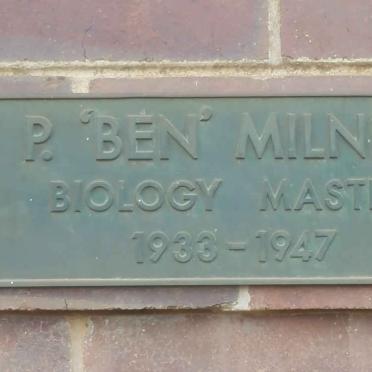 P. 'BEN' MILN
BIOLOGY MAST
1933-1947